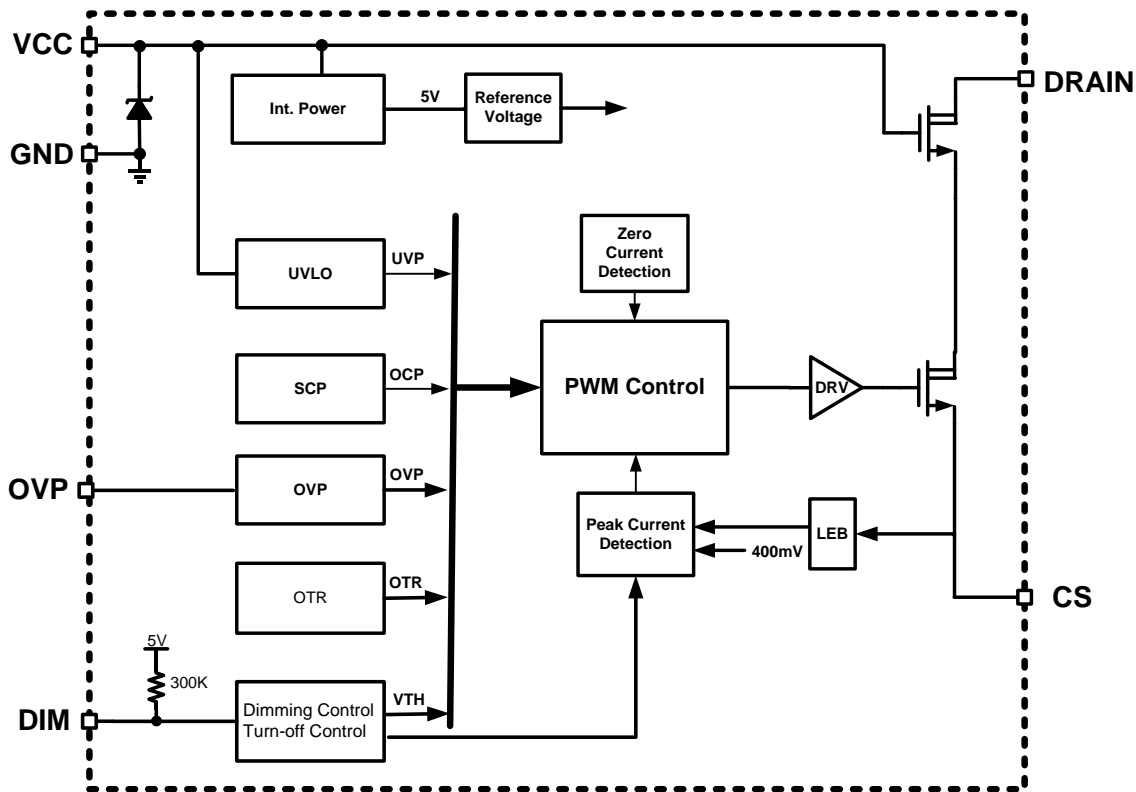 VCC
DRAIN
Int. Power
5V
Reference
Voltage
GND
Zero
Current
Detection
UVLO
UVP
SCP
OCP
PWM Control
DRV
OVP
OVP
OVP
Peak Current
Detection
LEB
400mV
OTR
OTR
CS
5V
300K
DIM
Dimming Control
Turn-off Control
VTH